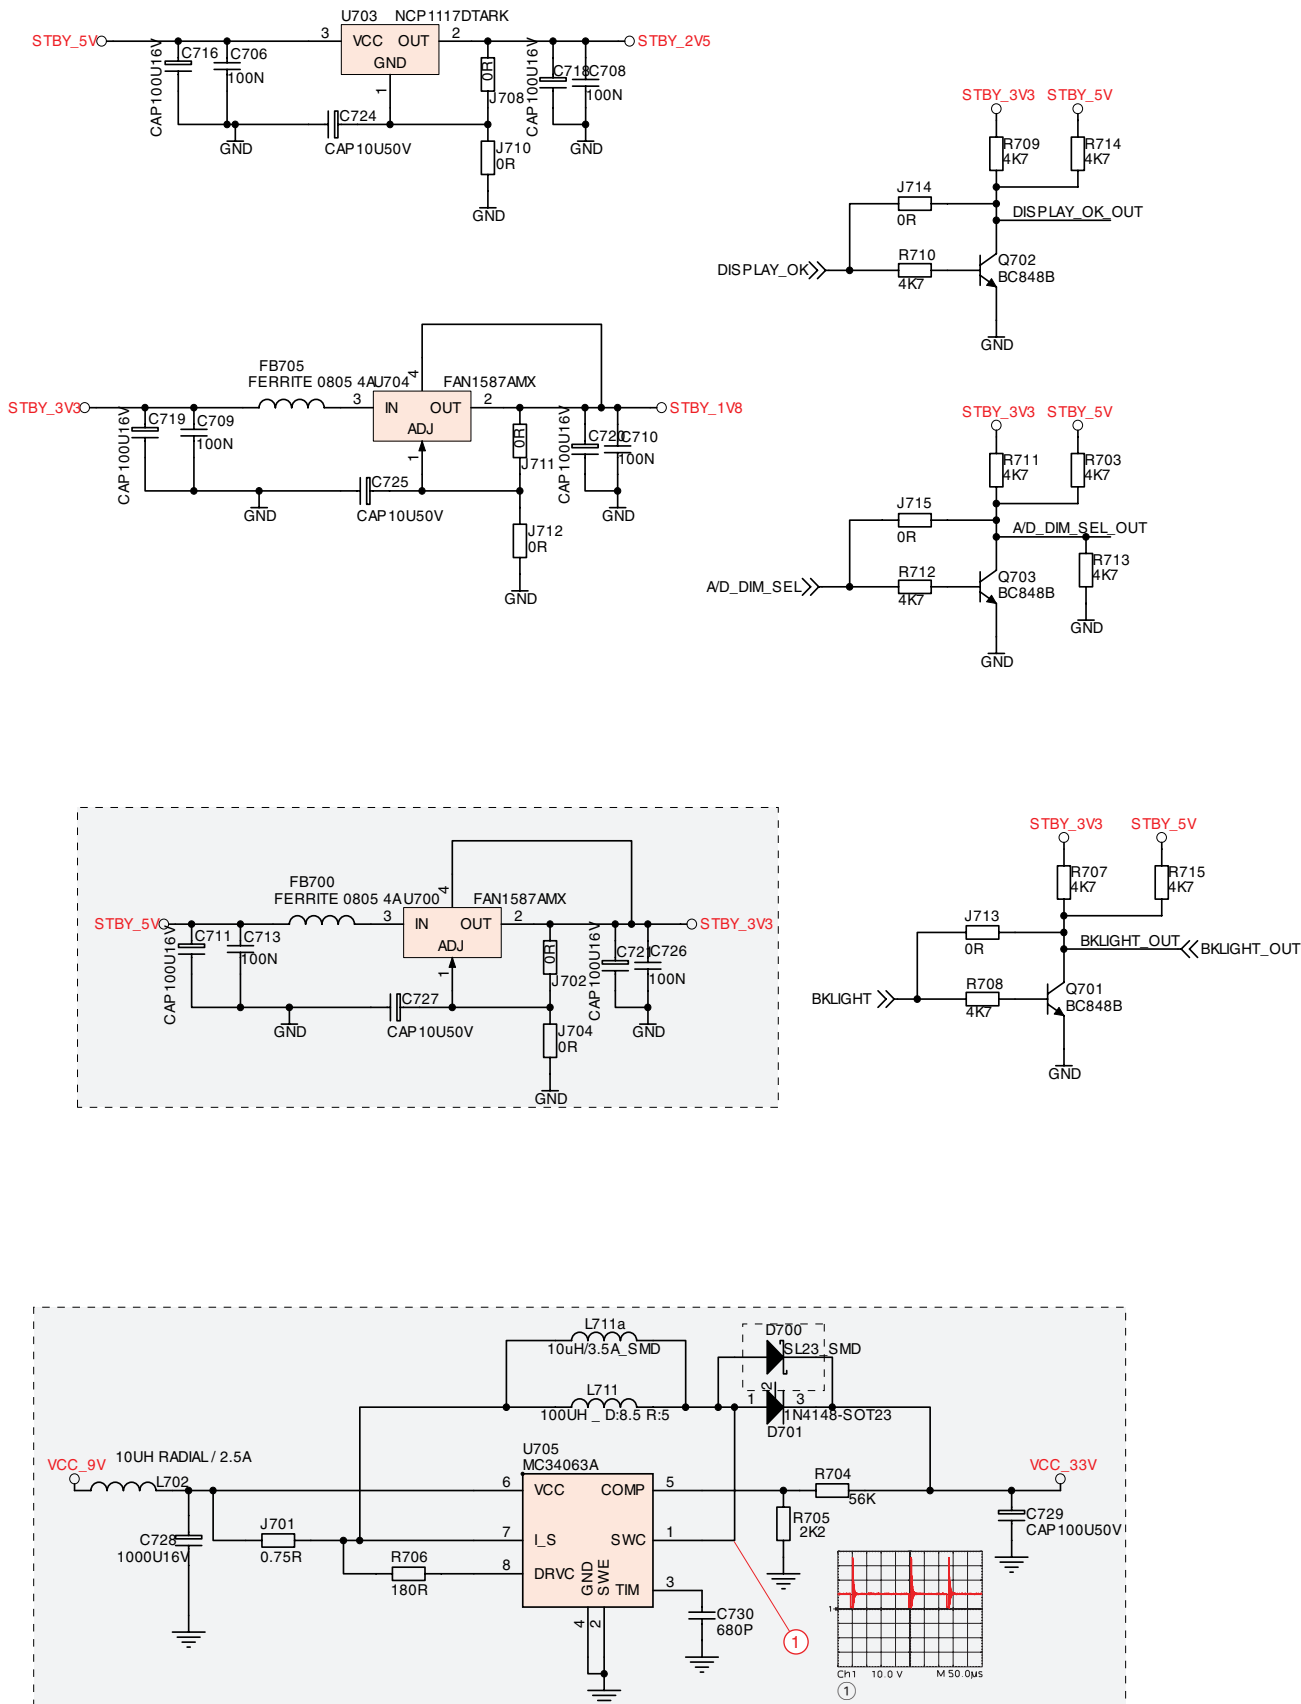 U703 NCP1117DTARK
STBY_5V 3 VCC OUT 2 STBY_2V5
GND
1
CAP100U16V
C716
C706
100N
0R
J708
CAP100U16V
C718
C708
100N
C724
CAP10U50V
GND
J710
0R
GND
GND
STBY_3V3 STBY_5V
R709
4K7
R714
4K7
J714
0R
DISPLAY_OK_OUT
DISPLAY_OK
R710
4K7
Q702
BC848B
GND
FB705
FERRITE 0805 4A
U704 FAN1587AMX
4
STBY_3V3 3 IN OUT 2 STBY_1V8
ADJ
1
CAP100U16V
C719
C709
100N
0R
J711
CAP100U16V
C720
C710
100N
C725
CAP10U50V
GND
GND
J712
0R
GND
STBY_3V3 STBY_5V
R711
4K7
R703
4K7
J715
0R
A/D_DIM_SEL_OUT
R713
4K7
A/D_DIM_SEL
R712
4K7
Q703
BC848B
GND
GND
FB700
FERRITE 0805 4A
U700 FAN1587AMX
4
STBY_5V 3 IN OUT 2 STBY_3V3
ADJ
1
CAP100U16V
C711
C713
100N
0R
J702
CAP100U16V
C721
C726
100N
C727
CAP10U50V
GND
GND
J704
0R
GND
STBY_3V3 STBY_5V
R707
4K7
R715
4K7
J713
0R
BKLIGHT_OUT
BKLIGHT_OUT
BKLIGHT
R708
4K7
Q701
BC848B
GND
L711a
10uH/3.5A_SMD
D700
SL23_SMD
L711
100UH _ D:8.5 R:5
1 2 3
1N4148-SOT23
D701
VCC_9V
10UH RADIAL / 2.5A
L702
U705
MC34063A
6 VCC COMP 5
R704
56K
VCC_33V
C728
1000U16V
J701
0.75R
7 I_S SWC 1
R705
2K2
C729
CAP100U50V
R706
180R
8 DRVC
GND
SWE
TIM 3
4
2
C730
680P
1
1
Ch1 10.0 V M 50.0µs
1